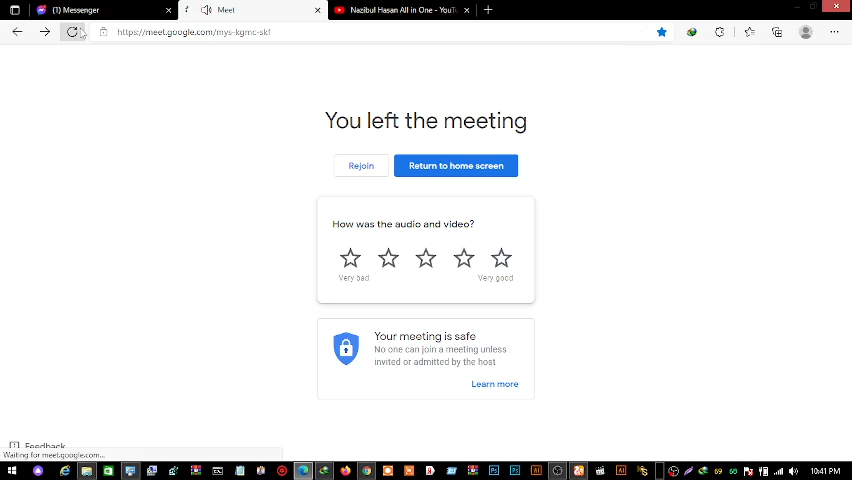 (1) Messenger
Meet
Nazibul Hasan All in One - YouTu
https://meet.google.com/mys-kgmc-skf
You left the meeting
Rejoin
Return to home screen
How was the audio and video?
Very bad
Very good
Your meeting is safe
No one can join a meeting unless
invited or admitted by the host
Learn more
Feedback
Waiting for meet.google.com...
10:41 PM